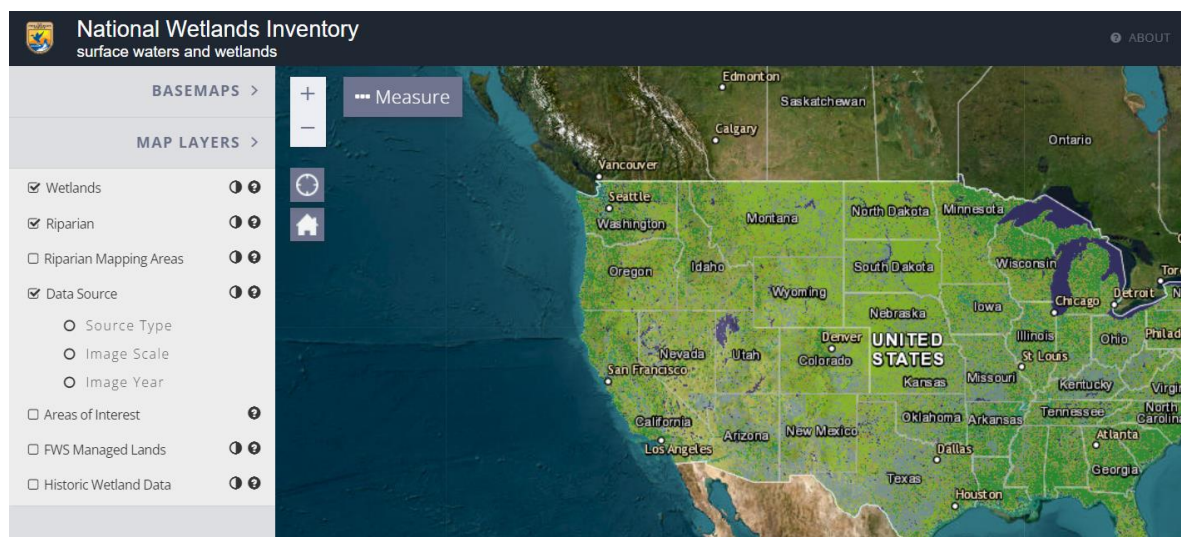 National Wetlands Inventory
surface waters and wetlands
ABOUT
BASEMAPS >
MAP LAYERS >
Wetlands
Riparian
Riparian Mapping Areas
Data Source
Source Type
Image Scale
Image Year
Areas of Interest
FWS Managed Lands
Historic Wetland Data
+
−
Measure
Edmonton
Saskatchewan
Calgary
Ontario
Vancouver
Seattle
Washington
Montana
North Dakota
Minnesota
Oregon
Idaho
South Dakota
Wisconsin
Tor
Wyoming
Nebraska
Iowa
Chicago
Detroit
N
Denver
UNITED
STATES
Illinois
Ohio
Philad
Nevada
Utah
Colorado
St Louis
San Francisco
Kansas
Missouri
Kentucky
Virgi
California
Arizona
New Mexico
Oklahoma
Arkansas
Tennessee
North
Carolin
Los Angeles
Dallas
Atlanta
Texas
Georgia
Houston